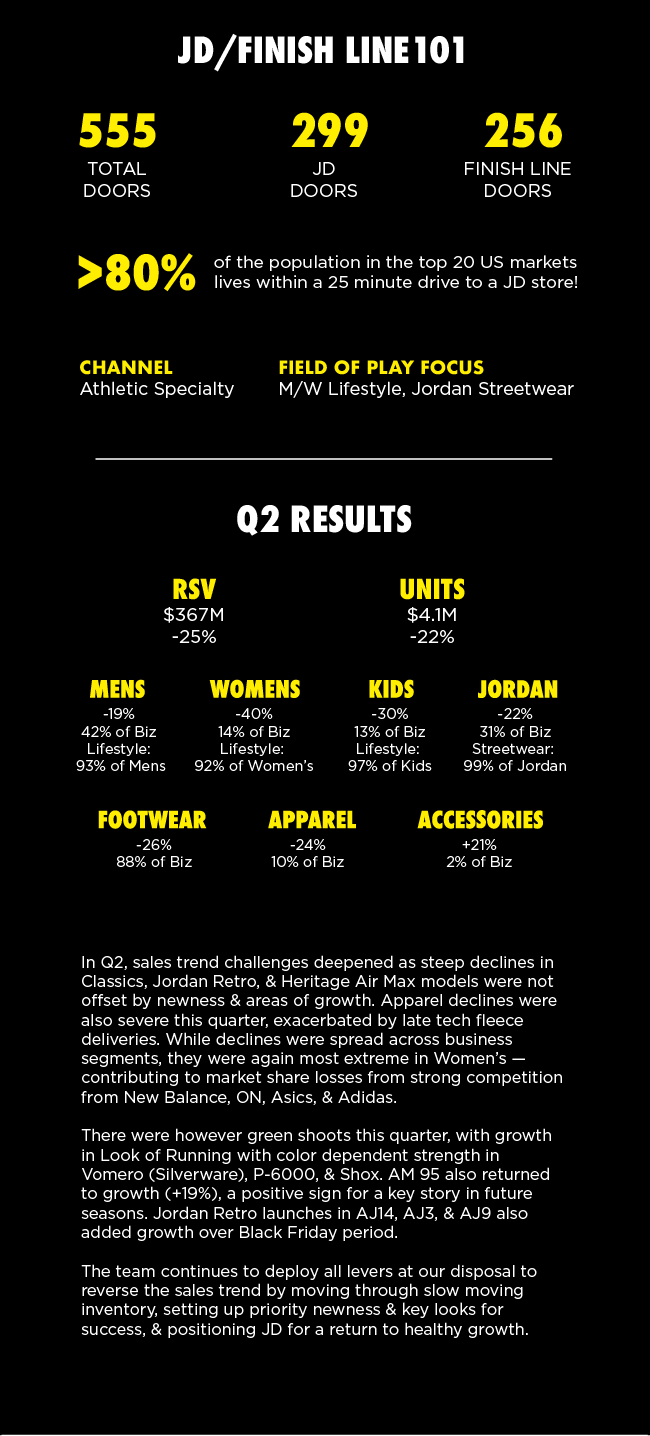 JD/FINISH LINE 101
555
TOTAL
DOORS
299
JD
DOORS
256
FINISH LINE
DOORS
>80%
of the population in the top 20 US markets
lives within a 25 minute drive to a JD store!
CHANNEL
Athletic Specialty
FIELD OF PLAY FOCUS
M/W Lifestyle, Jordan Streetwear
Q2 RESULTS
RSV
$367M
-25%
UNITS
$4.1M
-22%
MENS
-19%
42% of Biz
Lifestyle:
93% of Mens
WOMENS
-40%
14% of Biz
Lifestyle:
92% of Women’s
KIDS
-30%
13% of Biz
Lifestyle:
97% of Kids
JORDAN
-22%
31% of Biz
Streetwear:
99% of Jordan
FOOTWEAR
-26%
88% of Biz
APPAREL
-24%
10% of Biz
ACCESSORIES
+21%
2% of Biz
In Q2, sales trend challenges deepened as steep declines in
Classics, Jordan Retro, & Heritage Air Max models were not
offset by newness & areas of growth. Apparel declines were
also severe this quarter, exacerbated by late tech fleece
deliveries. While declines were spread across business
segments, they were again most extreme in Women’s —
contributing to market share losses from strong competition
from New Balance, ON, Asics, & Adidas.
There were however green shoots this quarter, with growth
in Look of Running with color dependent strength in
Vomero (Silverware), P-6000, & Shox. AM 95 also returned
to growth (+19%), a positive sign for a key story in future
seasons. Jordan Retro launches in AJ14, AJ3, & AJ9 also
added growth over Black Friday period.
The team continues to deploy all levers at our disposal to
reverse the sales trend by moving through slow moving
inventory, setting up priority newness & key looks for
success, & positioning JD for a return to healthy growth.